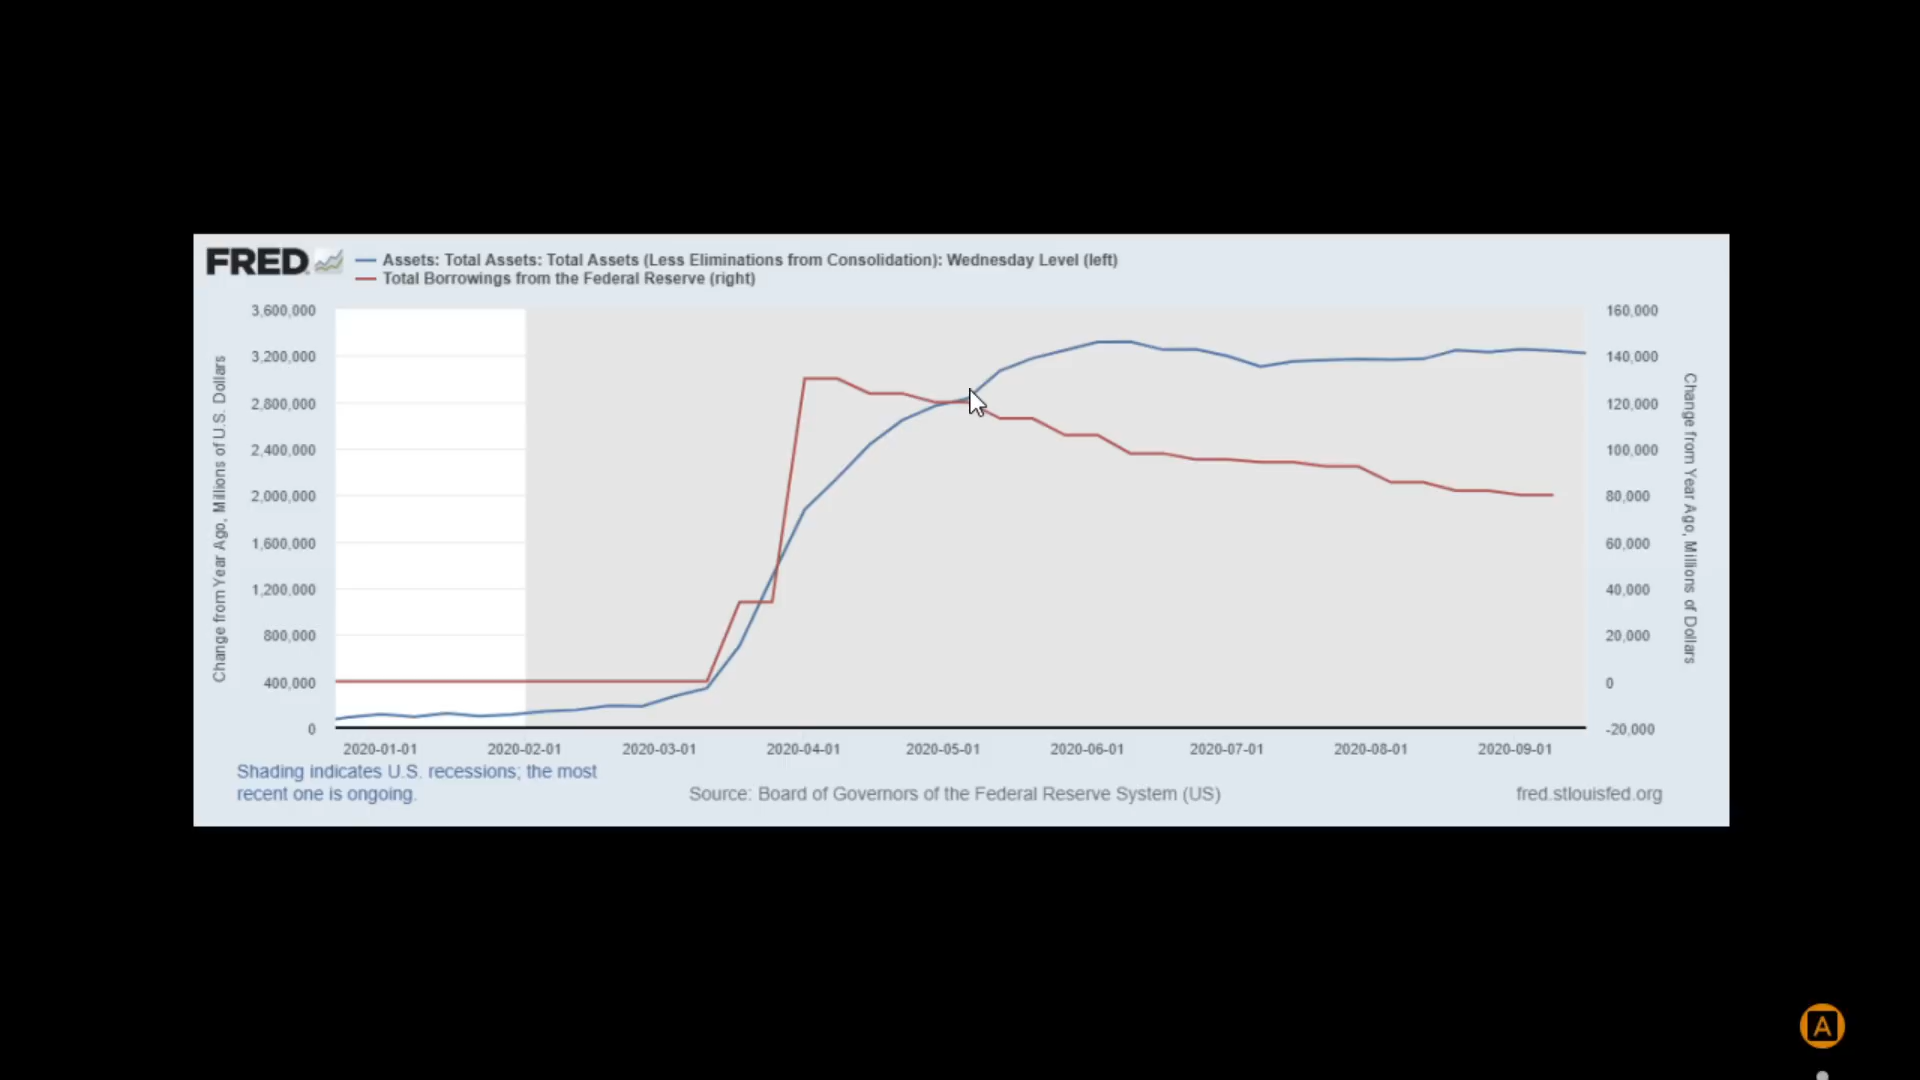 FRED
Assets: Total Assets: Total Assets (Less Eliminations from Consolidation): Wednesday Level (left)
Total Borrowings from the Federal Reserve (right)
3,600,000
3,200,000
2,800,000
2,400,000
2,000,000
1,600,000
1,200,000
800,000
400,000
0
Change from Year Ago, Millions of U.S. Dollars
160,000
140,000
120,000
100,000
80,000
60,000
40,000
20,000
0
-20,000
Change from Year Ago, Millions of Dollars
2020-01-01 2020-02-01 2020-03-01 2020-04-01 2020-05-01 2020-06-01 2020-07-01 2020-08-01 2020-09-01
Shading indicates U.S. recessions; the most
recent one is ongoing.
Source: Board of Governors of the Federal Reserve System (US)
fred.stlouisfed.org
A